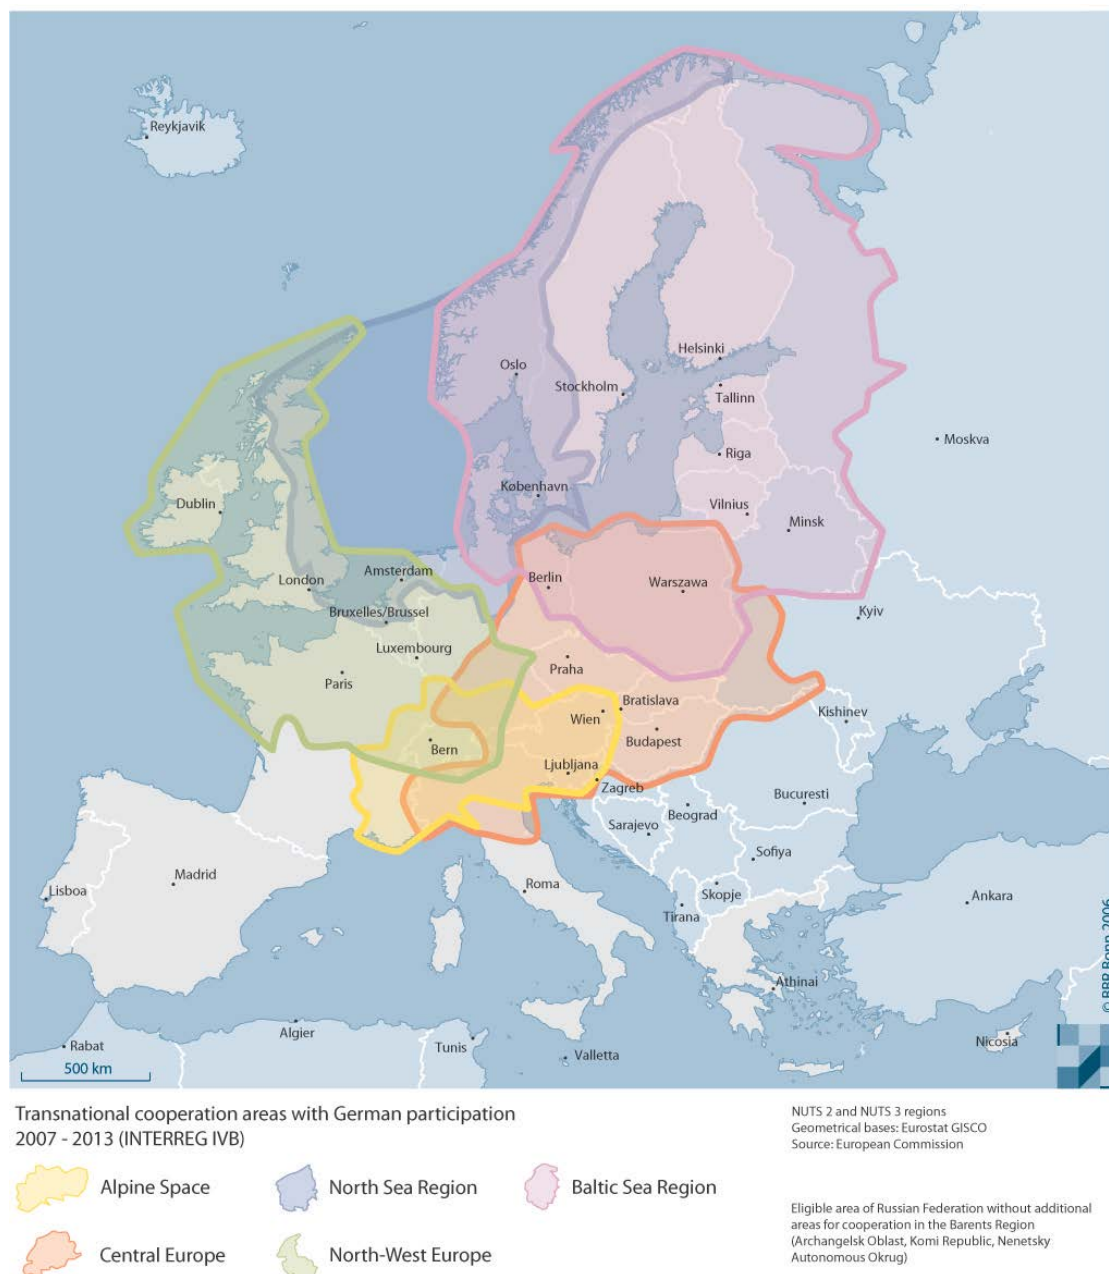 Reykjavik
Oslo
Helsinki
Stockholm
Tallinn
Moskva
Riga
København
Dublin
Vilnius
Minsk
London
Amsterdam
Berlin
Warszawa
Bruxelles/Brussel
Kyiv
Luxembourg
Praha
Paris
Bratislava
Wien
Kishinev
Bern
Budapest
Ljubljana
Zagreb
Bucuresti
Sarajevo
Beograd
Sofiya
Madrid
Roma
Skopje
Lisboa
Tirana
Ankara
Athinai
Algier
Rabat
Tunis
Valletta
Nicosia
500 km
© BBR Bonn 2006
Transnational cooperation areas with German participation
2007 - 2013 (INTERREG IVB)
NUTS 2 and NUTS 3 regions
Geometrical bases: Eurostat GISCO
Source: European Commission
Alpine Space
North Sea Region
Baltic Sea Region
Central Europe
North-West Europe
Eligible area of Russian Federation without additional
areas for cooperation in the Barents Region
(Archangelsk Oblast, Komi Republic, Nenetsky
Autonomous Okrug)